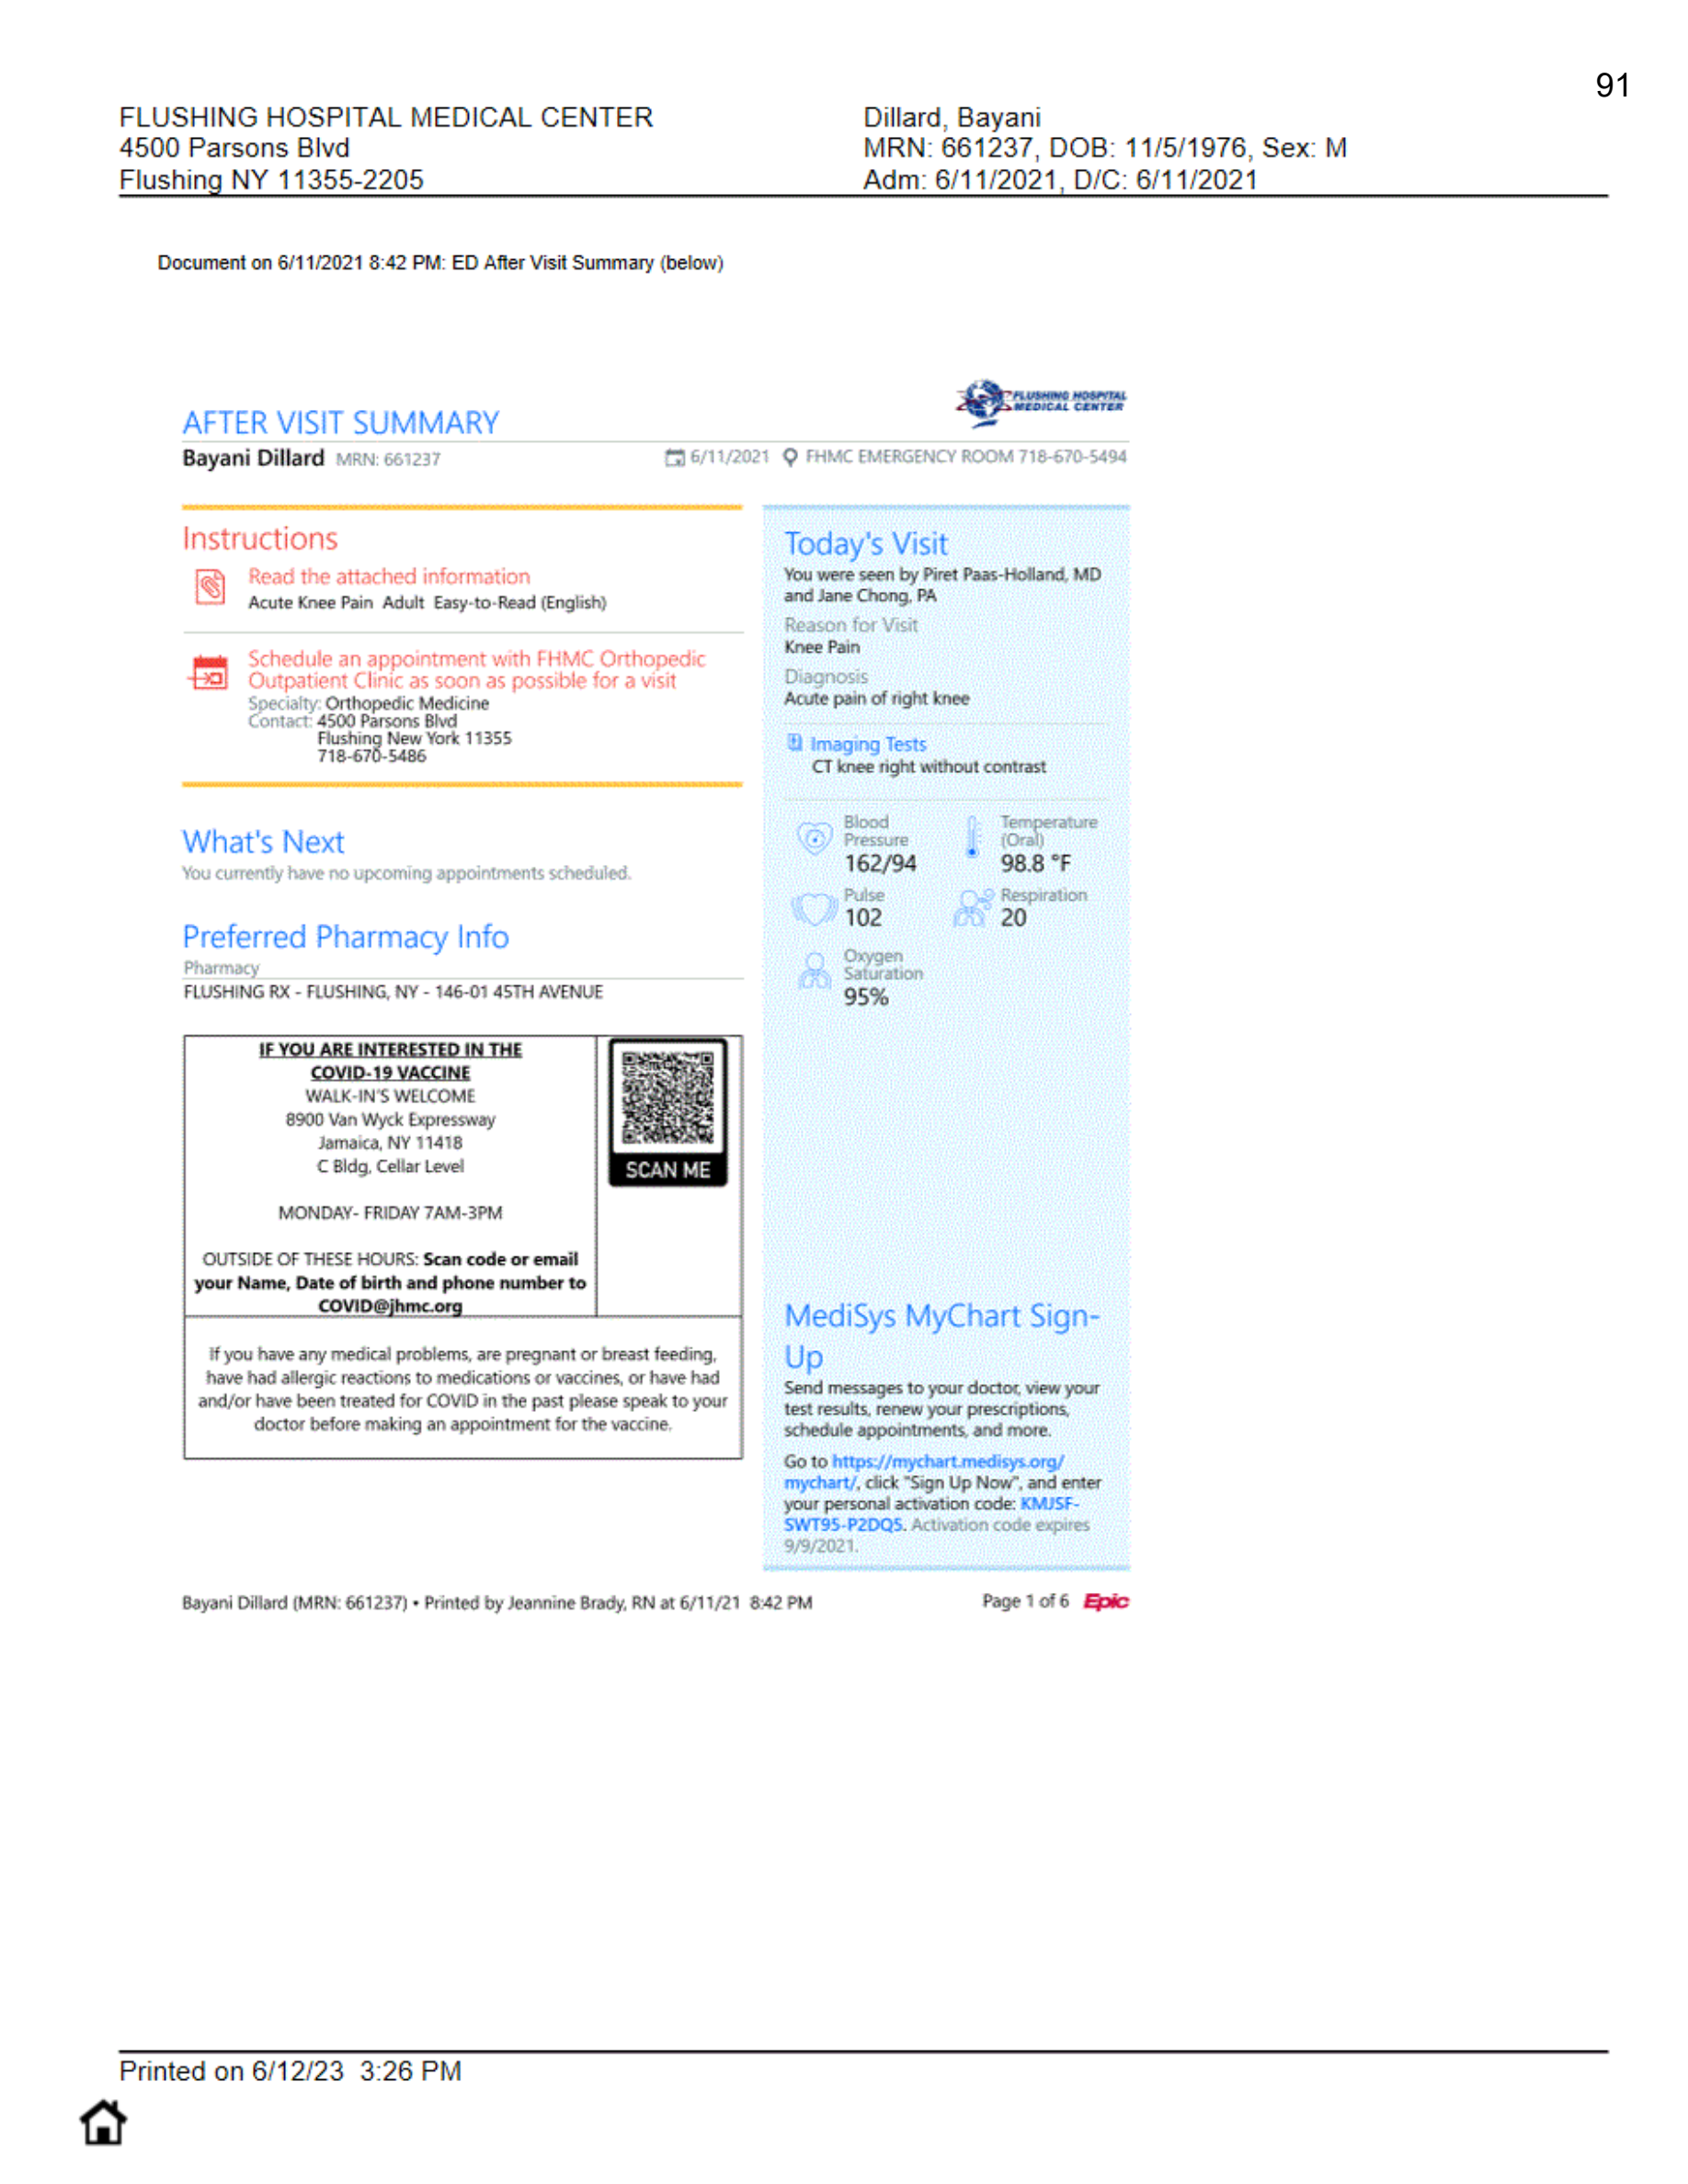 91
FLUSHING HOSPITAL MEDICAL CENTER
4500 Parsons Blvd
Flushing NY 11355-2205
Dillard, Bayani
MRN: 661237, DOB: 11/5/1976, Sex: M
Adm: 6/11/2021, D/C: 6/11/2021
Document on 6/11/2021 8:42 PM: ED After Visit Summary (below)
FLUSHING HOSPITAL
MEDICAL CENTER
AFTER VISIT SUMMARY
Bayani Dillard MRN: 661237
6/11/2021 FHMC EMERGENCY ROOM 718-670-5494
Instructions
Read the attached information
Acute Knee Pain Adult Easy-to-Read (English)
Schedule an appointment with FHMC Orthopedic
Outpatient Clinic as soon as possible for a visit
Specialty: Orthopedic Medicine
Contact: 4500 Parsons Blvd
Flushing New York 11355
718-670-5486
What's Next
You currently have no upcoming appointments scheduled.
Preferred Pharmacy Info
Pharmacy
FLUSHING RX - FLUSHING, NY - 146-01 45TH AVENUE
IF YOU ARE INTERESTED IN THE
COVID-19 VACCINE
WALK-IN'S WELCOME
8900 Van Wyck Expressway
Jamaica, NY 11418
C Bldg, Cellar Level
MONDAY- FRIDAY 7AM-3PM
OUTSIDE OF THESE HOURS: Scan code or email
your Name, Date of birth and phone number to
COVID@jhmc.org
SCAN ME
If you have any medical problems, are pregnant or breast feeding,
have had allergic reactions to medications or vaccines, or have had
and/or have been treated for COVID in the past please speak to your
doctor before making an appointment for the vaccine.
Today's Visit
You were seen by Piret Paas-Holland, MD
and Jane Chong, PA
Reason for Visit
Knee Pain
Diagnosis
Acute pain of right knee
Imaging Tests
CT knee right without contrast
Blood
Pressure
162/94
Temperature
(Oral)
98.8 °F
Pulse
102
Respiration
20
Oxygen
Saturation
95%
MediSys MyChart Sign-
Up
Send messages to your doctor, view your
test results, renew your prescriptions,
schedule appointments, and more.
Go to https://mychart.medisys.org/
mychart/, click "Sign Up Now", and enter
your personal activation code: KMJSF-
SWT95-P2DQ5. Activation code expires
9/9/2021.
Bayani Dillard (MRN: 661237) • Printed by Jeannine Brady, RN at 6/11/21 8:42 PM
Page 1 of 6 Epic
Printed on 6/12/23 3:26 PM